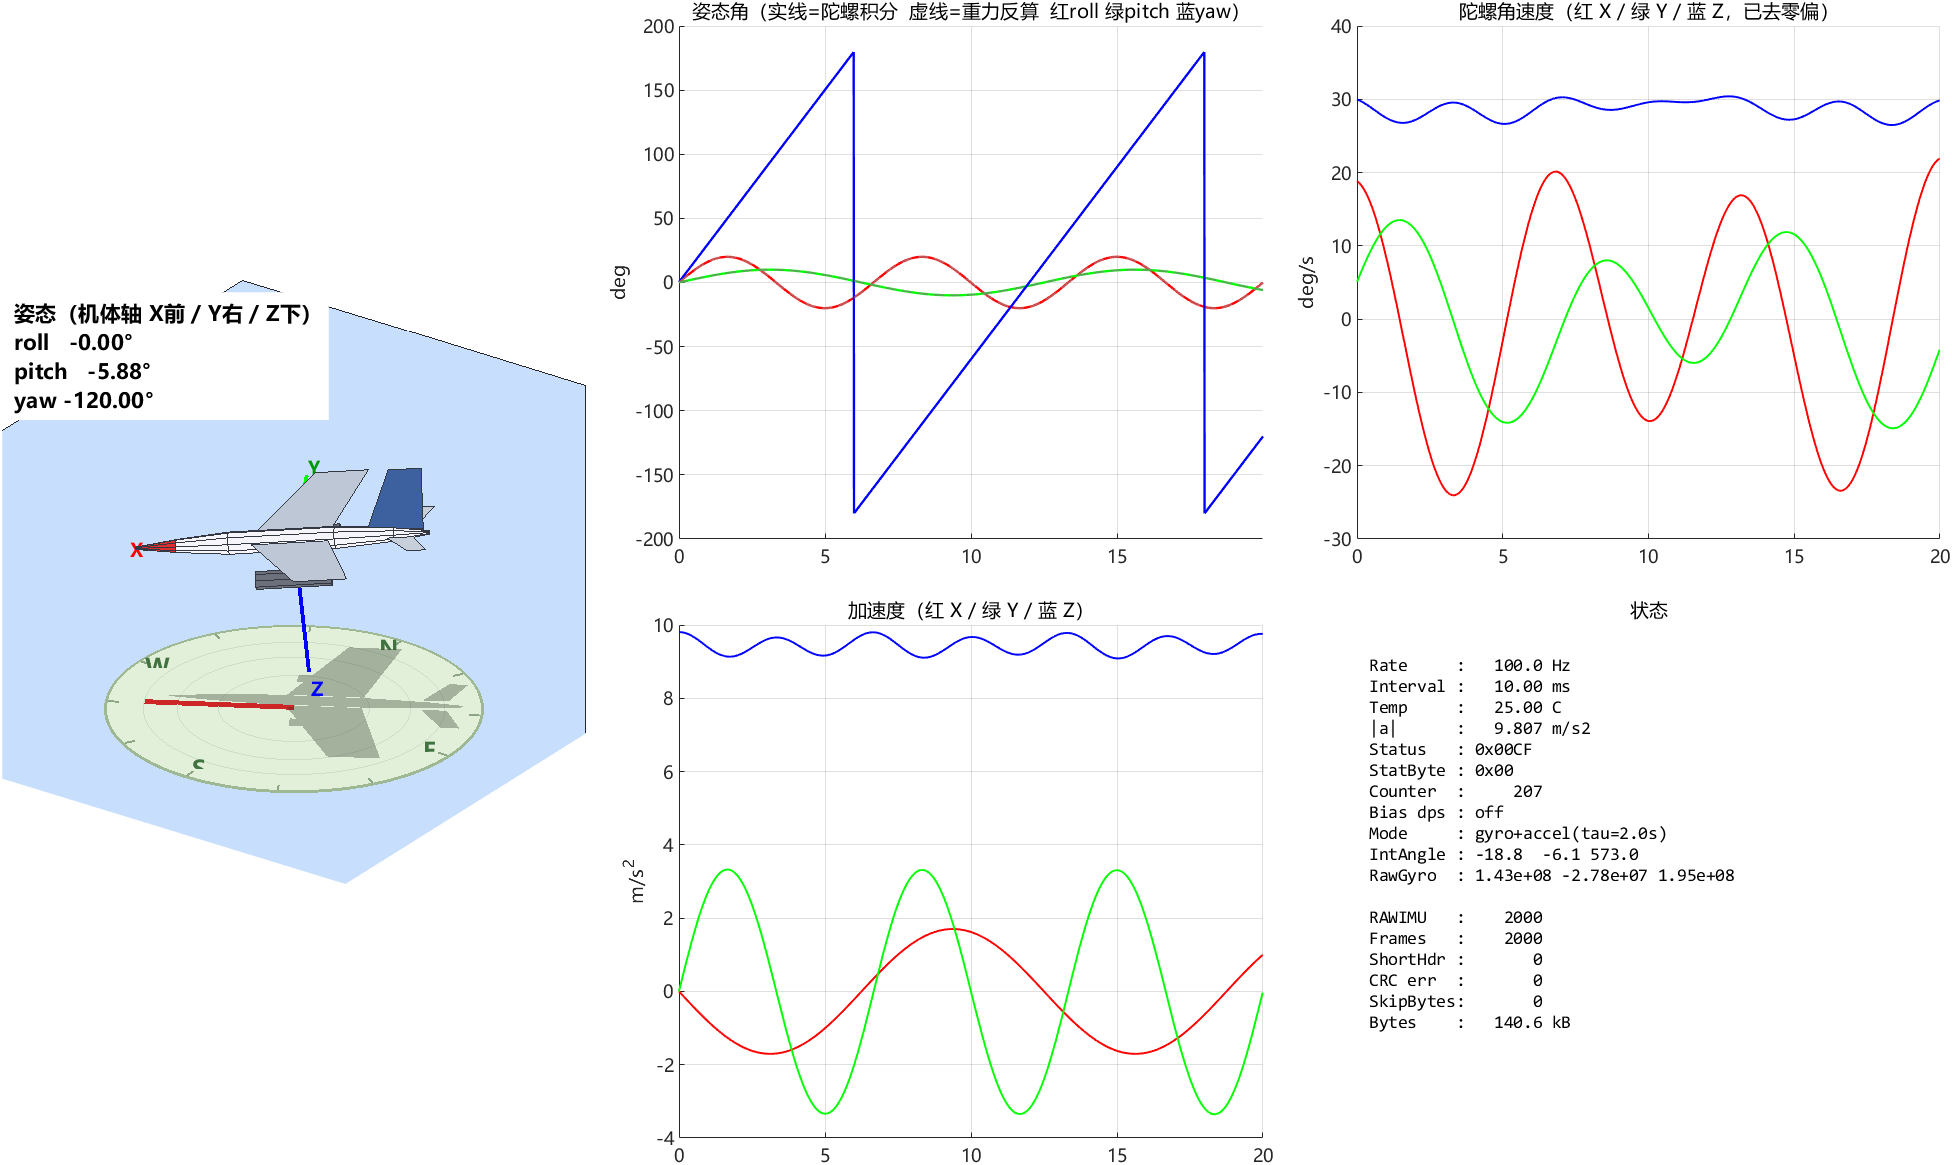 姿态（机体轴 X前 / Y右 / Z下）
roll -0.00°
pitch -5.88°
yaw -120.00°
Y
X
Z
N
W
S
E
姿态角（实线=陀螺积分 虚线=重力反算 红roll 绿pitch 蓝yaw）
200
150
100
50
0
-50
-100
-150
-200
deg
0 5 10 15
陀螺角速度（红 X / 绿 Y / 蓝 Z，已去零偏）
40
30
20
10
0
-10
-20
-30
deg/s
0 5 10 15 20
加速度（红 X / 绿 Y / 蓝 Z）
10
8
6
4
2
0
-2
-4
m/s²
0 5 10 15 20
状态
Rate : 100.0 Hz
Interval : 10.00 ms
Temp : 25.00 C
|a| : 9.807 m/s2
Status : 0x00CF
StatByte : 0x00
Counter : 207
Bias dps : off
Mode : gyro+accel(tau=2.0s)
IntAngle : -18.8 -6.1 573.0
RawGyro : 1.43e+08 -2.78e+07 1.95e+08
RAWIMU : 2000
Frames : 2000
ShortHdr : 0
CRC err : 0
SkipBytes: 0
Bytes : 140.6 kB